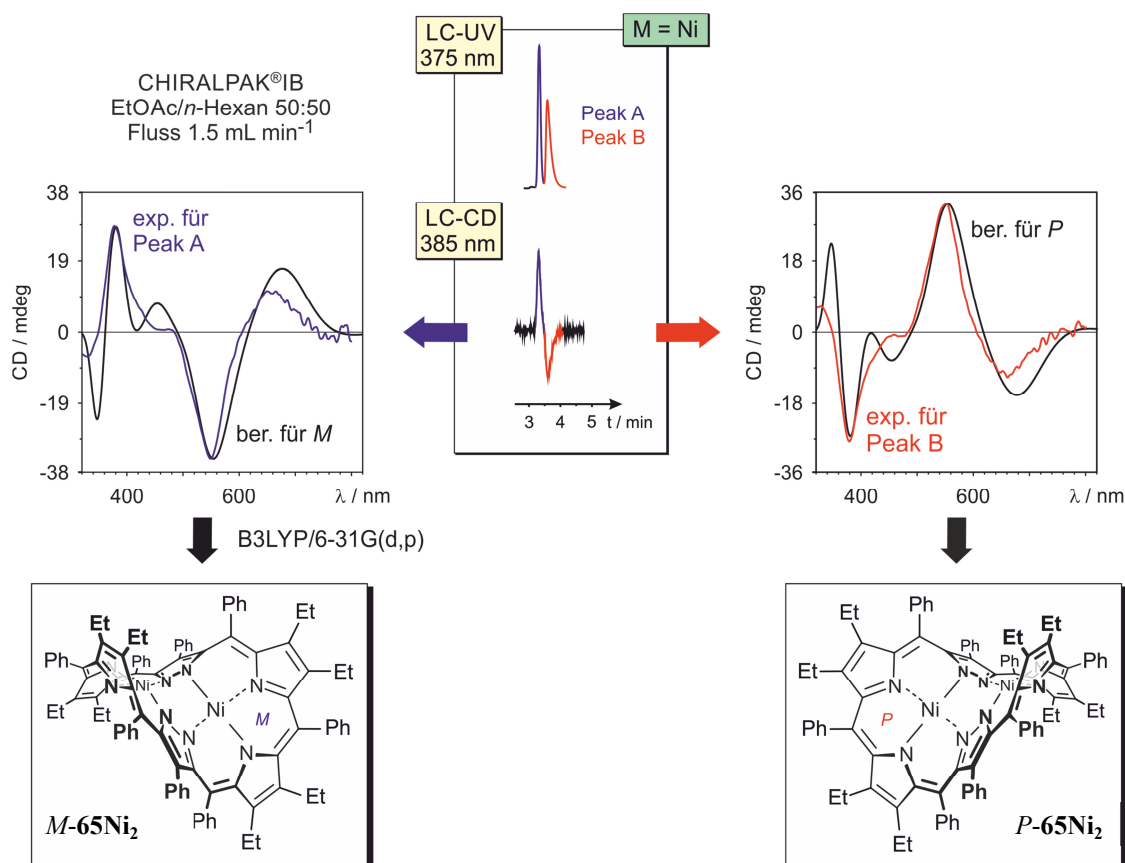 LC-UV
375 nm
M = Ni
CHIRALPAK®IB
EtOAc/n-Hexan 50:50
Fluss 1.5 mL min-1
Peak A
Peak B
LC-CD
385 nm
3 4 5 t / min
38
19
0
-19
-38
CD / mdeg
exp. für
Peak A
ber. für M
400 600 λ / nm
36
18
0
-18
-36
CD / mdeg
ber. für P
exp. für
Peak B
400 600 λ / nm
B3LYP/6-31G(d,p)
Ph
Et
Et
Et
Ph
Ph
Ph
Et
N
N
N
Ni
N
N
Ni
N
M
Et
Et
Ph
N
N
N
Ph
Ph
Et
Ph
Et
M-65Ni2
Ph
Et
Et
Et
Ph
Ph
Ph
Et
N
N
N
Ni
N
N
Ni
N
P
Et
Et
Ph
N
N
N
Ph
Ph
Et
Ph
Et
P-65Ni2